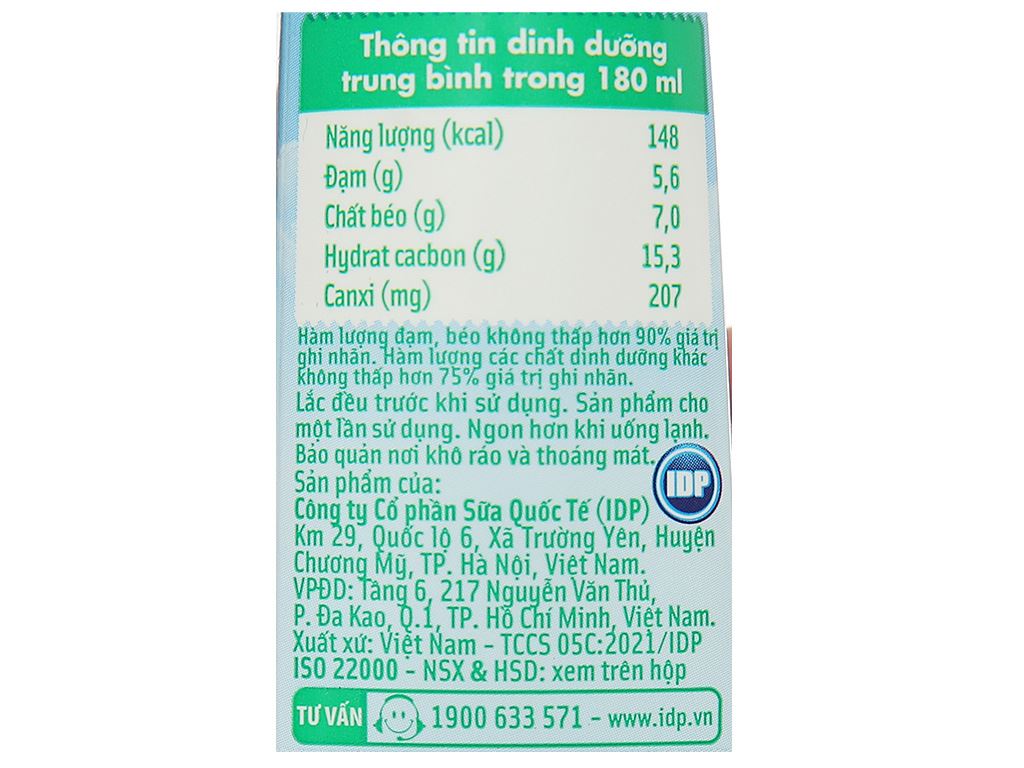 Thông tin dinh dưỡng
trung bình trong 180 ml
Năng lượng (kcal) 148
Đạm (g) 5,6
Chất béo (g) 7,0
Hydrat cacbon (g) 15,3
Canxi (mg) 207
Hàm lượng đạm, béo không thấp hơn 90% giá trị
ghi nhãn. Hàm lượng các chất dinh dưỡng khác
không thấp hơn 75% giá trị ghi nhãn.
Lắc đều trước khi sử dụng. Sản phẩm cho
một lần sử dụng. Ngon hơn khi uống lạnh.
Bảo quản nơi khô ráo và thoáng mát.
IDP
Sản phẩm của:
Công ty Cổ phần Sữa Quốc Tế (IDP)
Km 29, Quốc lộ 6, Xã Trường Yên, Huyện
Chương Mỹ, TP. Hà Nội, Việt Nam.
VPĐD: Tầng 6, 217 Nguyễn Văn Thủ,
P. Đa Kao, Q.1, TP. Hồ Chí Minh, Việt Nam.
Xuất xứ: Việt Nam - TCCS 05C:2021/IDP
ISO 22000 - NSX & HSD: xem trên hộp
TƯ VẤN 1900 633 571 - www.idp.vn